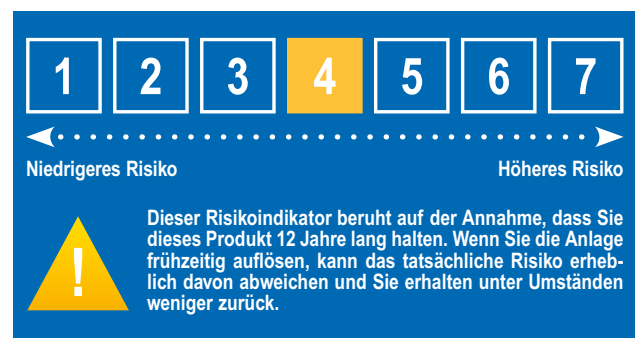 1 2 3 4 5 6 7
Niedrigeres Risiko Höheres Risiko
!
Dieser Risikoindikator beruht auf der Annahme, dass Sie
dieses Produkt 12 Jahre lang halten. Wenn Sie die Anlage
frühzeitig auflösen, kann das tatsächliche Risiko erheb-
lich davon abweichen und Sie erhalten unter Umständen
weniger zurück.